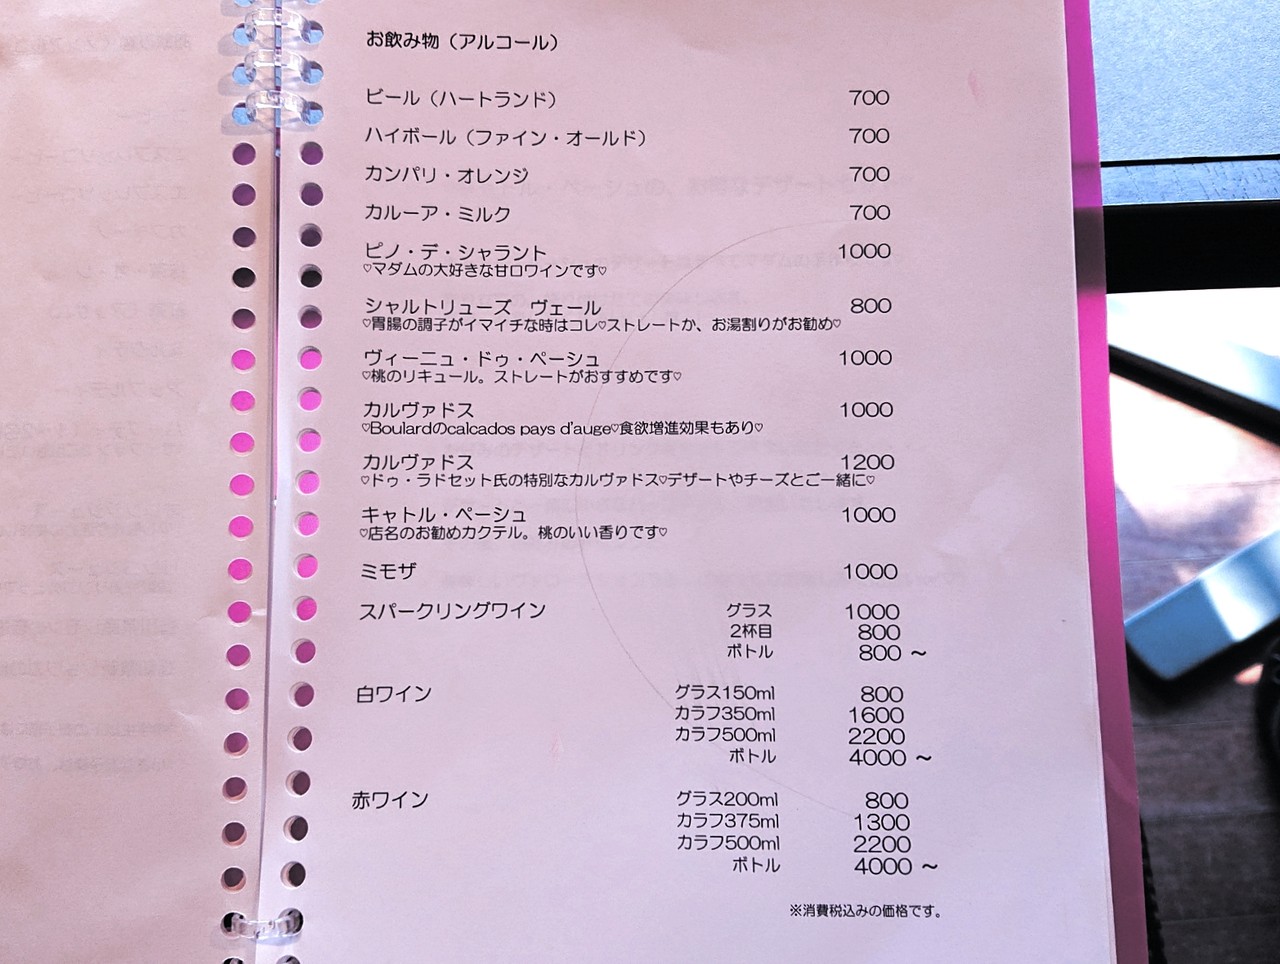 お飲み物（アルコール）
ビール（ハートランド） 700
ハイボール（ファイン・オールド） 700
カンパリ・オレンジ 700
カルーア・ミルク 700
ピノ・デ・シャラント 1000
♡マダムの大好きな甘口ワインです♡
シャルトリューズ　ヴェール 800
♡胃腸の調子がイマイチな時はコレ♡ストレートか、お湯割りがお勧め♡
ヴィーニュ・ドゥ・ペーシュ 1000
♡桃のリキュール。ストレートがおすすめです♡
カルヴァドス 1000
♡Boulardのcalcados pays d'auge♡食欲増進効果もあり♡
カルヴァドス 1200
♡ドゥ・ラドセット氏の特別なカルヴァドス♡デザートやチーズとご一緒に♡
キャトル・ペーシュ 1000
♡店名のお勧めカクテル。桃のいい香りです♡
ミモザ 1000
スパークリングワイン グラス 1000
2杯目 800
ボトル 800 ～
白ワイン グラス150ml 800
カラフ350ml 1600
カラフ500ml 2200
ボトル 4000 ～
赤ワイン グラス200ml 800
カラフ375ml 1300
カラフ500ml 2200
ボトル 4000 ～
※消費税込みの価格です。